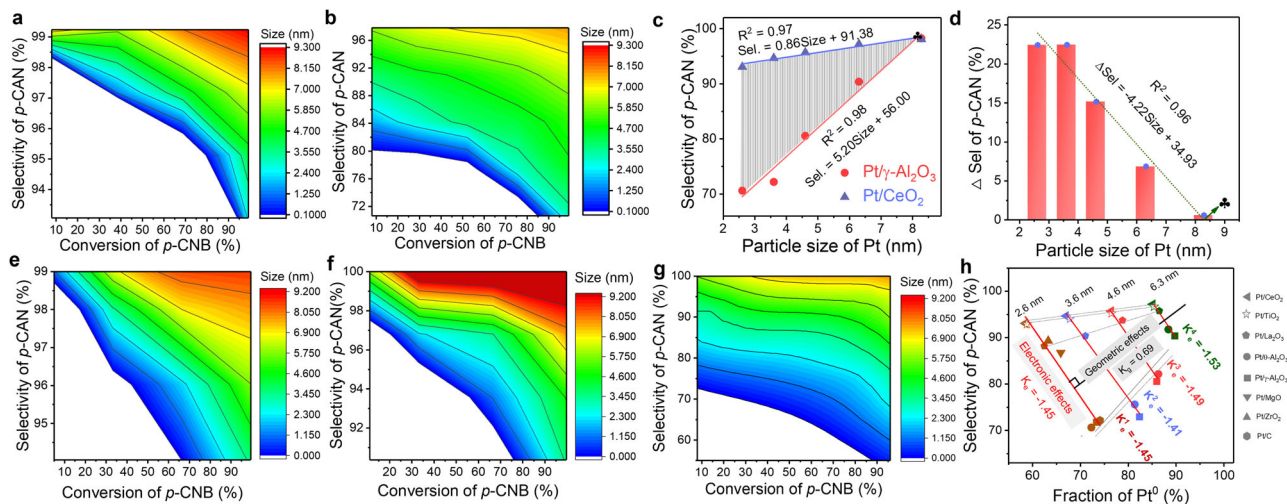 a
Selectivity of p-CAN (%)
99
98
97
96
95
94
10 20 30 40 50 60 70 80 90
Conversion of p-CNB (%)
Size (nm)
9.300
8.150
7.000
5.850
4.700
3.550
2.400
1.250
0.1000
b
Selectivity of p-CAN
96
92
88
84
80
76
72
10 20 30 40 50 60 70 80 90
Conversion of p-CNB
Size (nm)
9.300
8.150
7.000
5.850
4.700
3.550
2.400
1.250
0.1000
c
Selectivity of p-CAN (%)
100
90
80
70
2 3 4 5 6 7 8 9
Particle size of Pt (nm)
R² = 0.97
Sel. = 0.86Size + 91.38
R² = 0.98
Sel. = 5.20Size + 56.00
Pt/γ-Al₂O₃
Pt/CeO₂
♣
d
Δ Sel of p-CAN (%)
25
20
15
10
5
0
2 3 4 5 6 7 8 9
Particle size of Pt (nm)
R² = 0.96
ΔSel = -4.22Size + 34.93
♣
e
Selectivity of p-CAN (%)
99
98
97
96
95
10 20 30 40 50 60 70 80 90
Conversion of p-CNB (%)
Size (nm)
9.200
8.050
6.900
5.750
4.600
3.450
2.300
1.150
0.000
f
Selectivity of p-CAN(%)
100
98
96
94
92
10 20 30 40 50 60 70 80 90
Conversion of p-CNB (%)
Size (nm)
9.200
8.050
6.900
5.750
4.600
3.450
2.300
1.150
0.000
g
Selectivity of p-CAN (%)
100
95
90
85
80
75
70
65
60
55
10 20 30 40 50 60 70 80 90
Conversion of p-CNB (%)
Size (nm)
9.200
8.050
6.900
5.750
4.600
3.450
2.300
1.150
0.000
h
Selectivity of p-CAN (%)
100
90
80
70
60
60 70 80 90 100
Fraction of Pt⁰ (%)
2.6 nm
3.6 nm
4.6 nm
6.3 nm
Electronic effects
Kₑ = -1.45
Geometric effects
K_g = 0.69
Kₑ¹ = -1.45
Kₑ² = -1.41
Kₑ³ = -1.49
Kₑ⁴ = -1.53
Pt/CeO₂
Pt/TiO₂
Pt/La₂O₃
Pt/θ-Al₂O₃
Pt/γ-Al₂O₃
Pt/MgO
Pt/ZrO₂
Pt/C